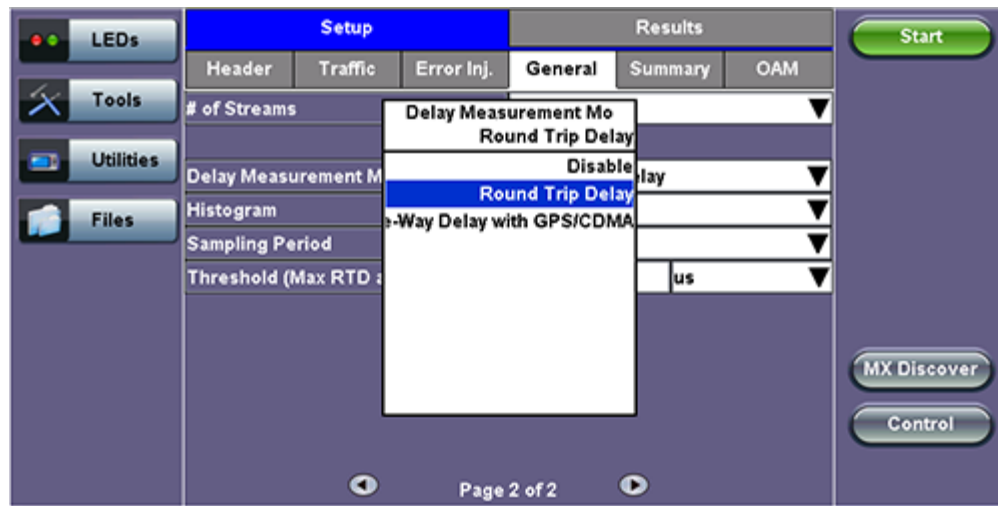 LEDs
Tools
Utilities
Files
Setup
Results
Header
Traffic
Error Inj.
General
Summary
OAM
# of Streams
Delay Measurement M
Histogram
Sampling Period
Threshold (Max RTD
us
Delay Measurement Mo
Round Trip Delay
Disable
Round Trip Delay
e-Way Delay with GPS/CDMA
elay
Page 2 of 2
Start
MX Discover
Control